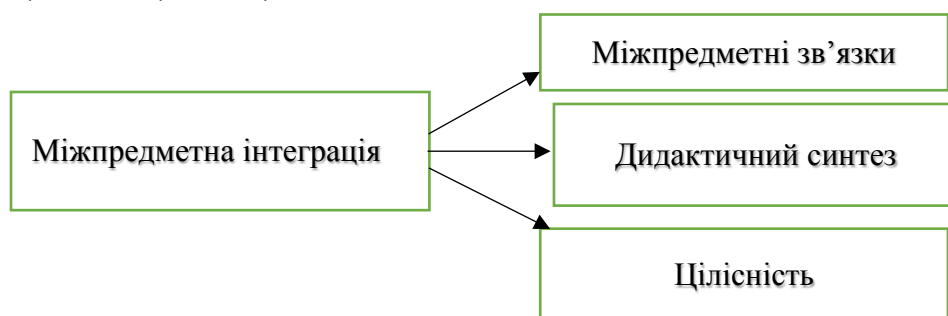 Міжпредметні зв’язки
Міжпредметна інтеграція
Дидактичний синтез
Цілісність